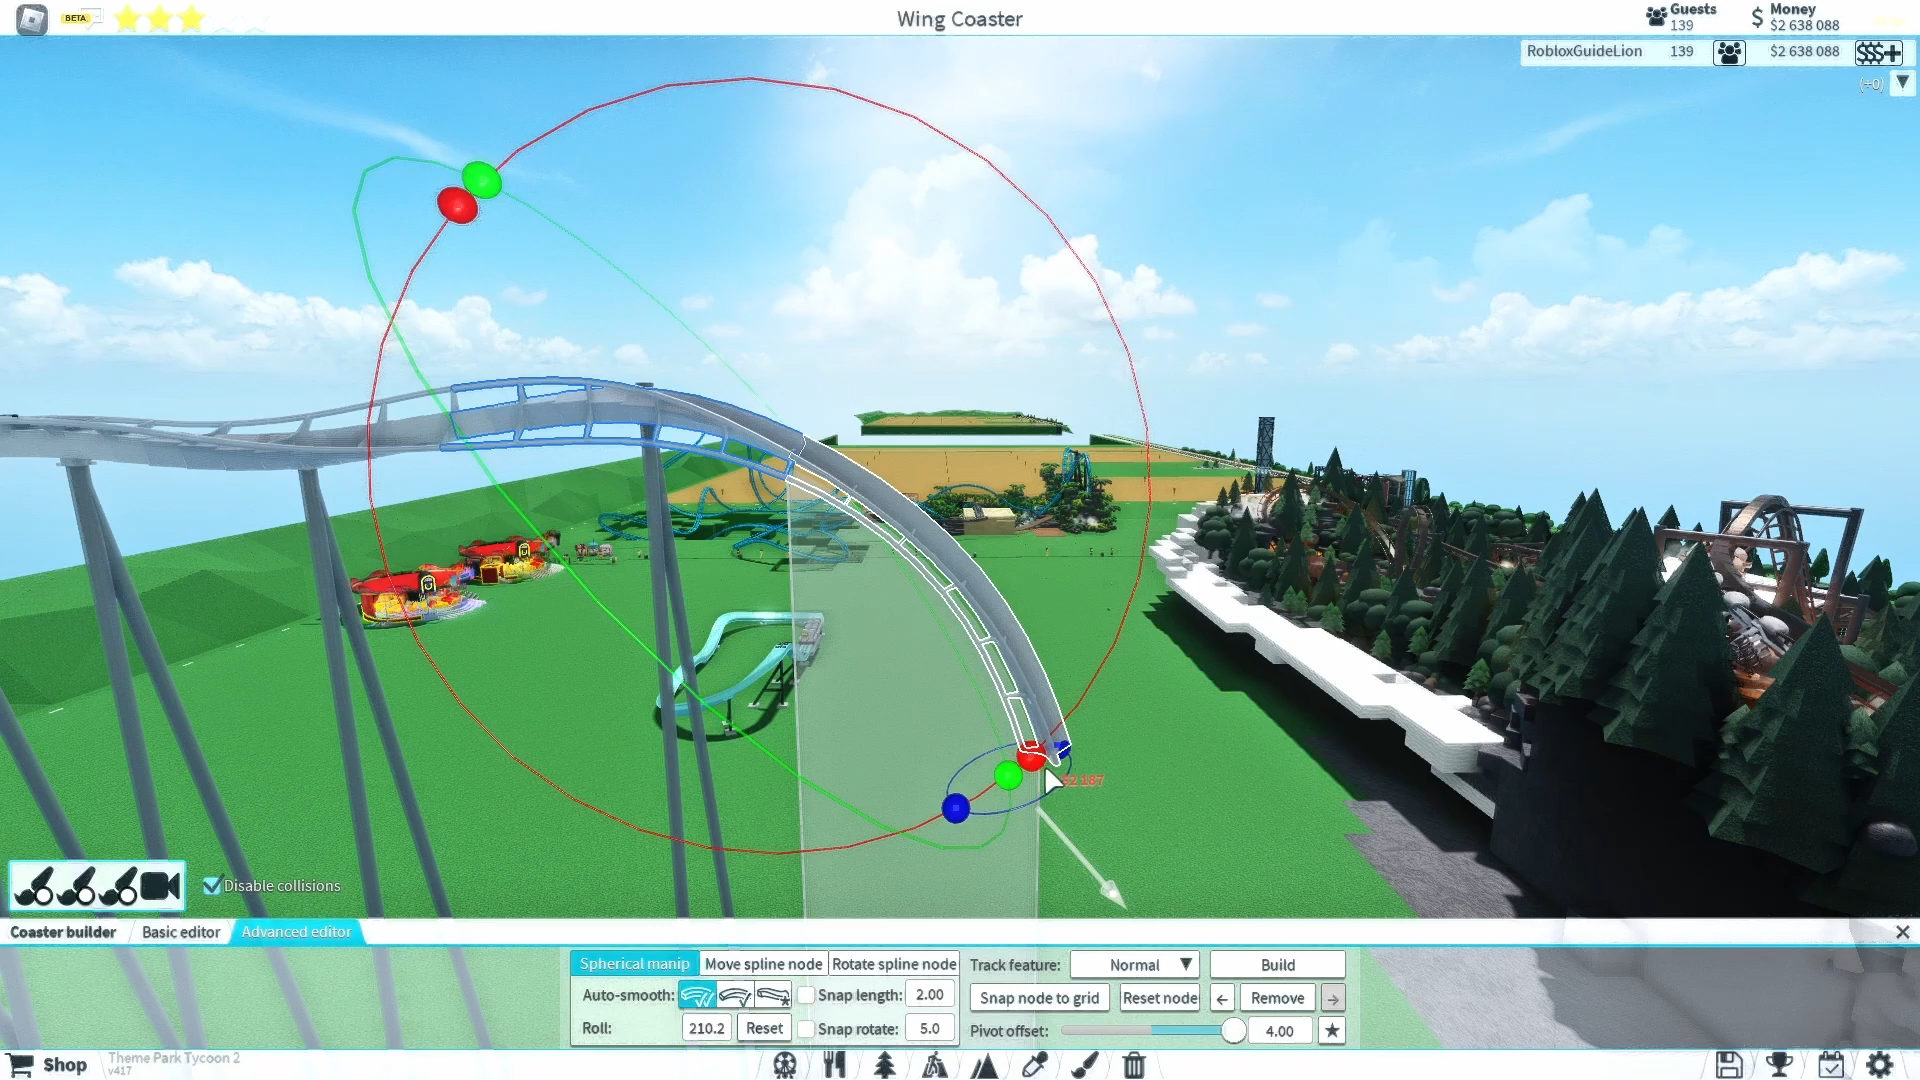 BETA
Wing Coaster
Guests
139
Money
$2 638 088
RobloxGuideLion 139 $2 638 088 $$$+
(+0)
Disable collisions
Coaster builder Basic editor Advanced editor
Spherical manip Move spline node Rotate spline node Track feature: Normal Build
Auto-smooth: Snap length: 2.00 Snap node to grid Reset node Remove
Roll: 210.2 Reset Snap rotate: 5.0 Pivot offset: 4.00
Shop
Theme Park Tycoon 2
v417